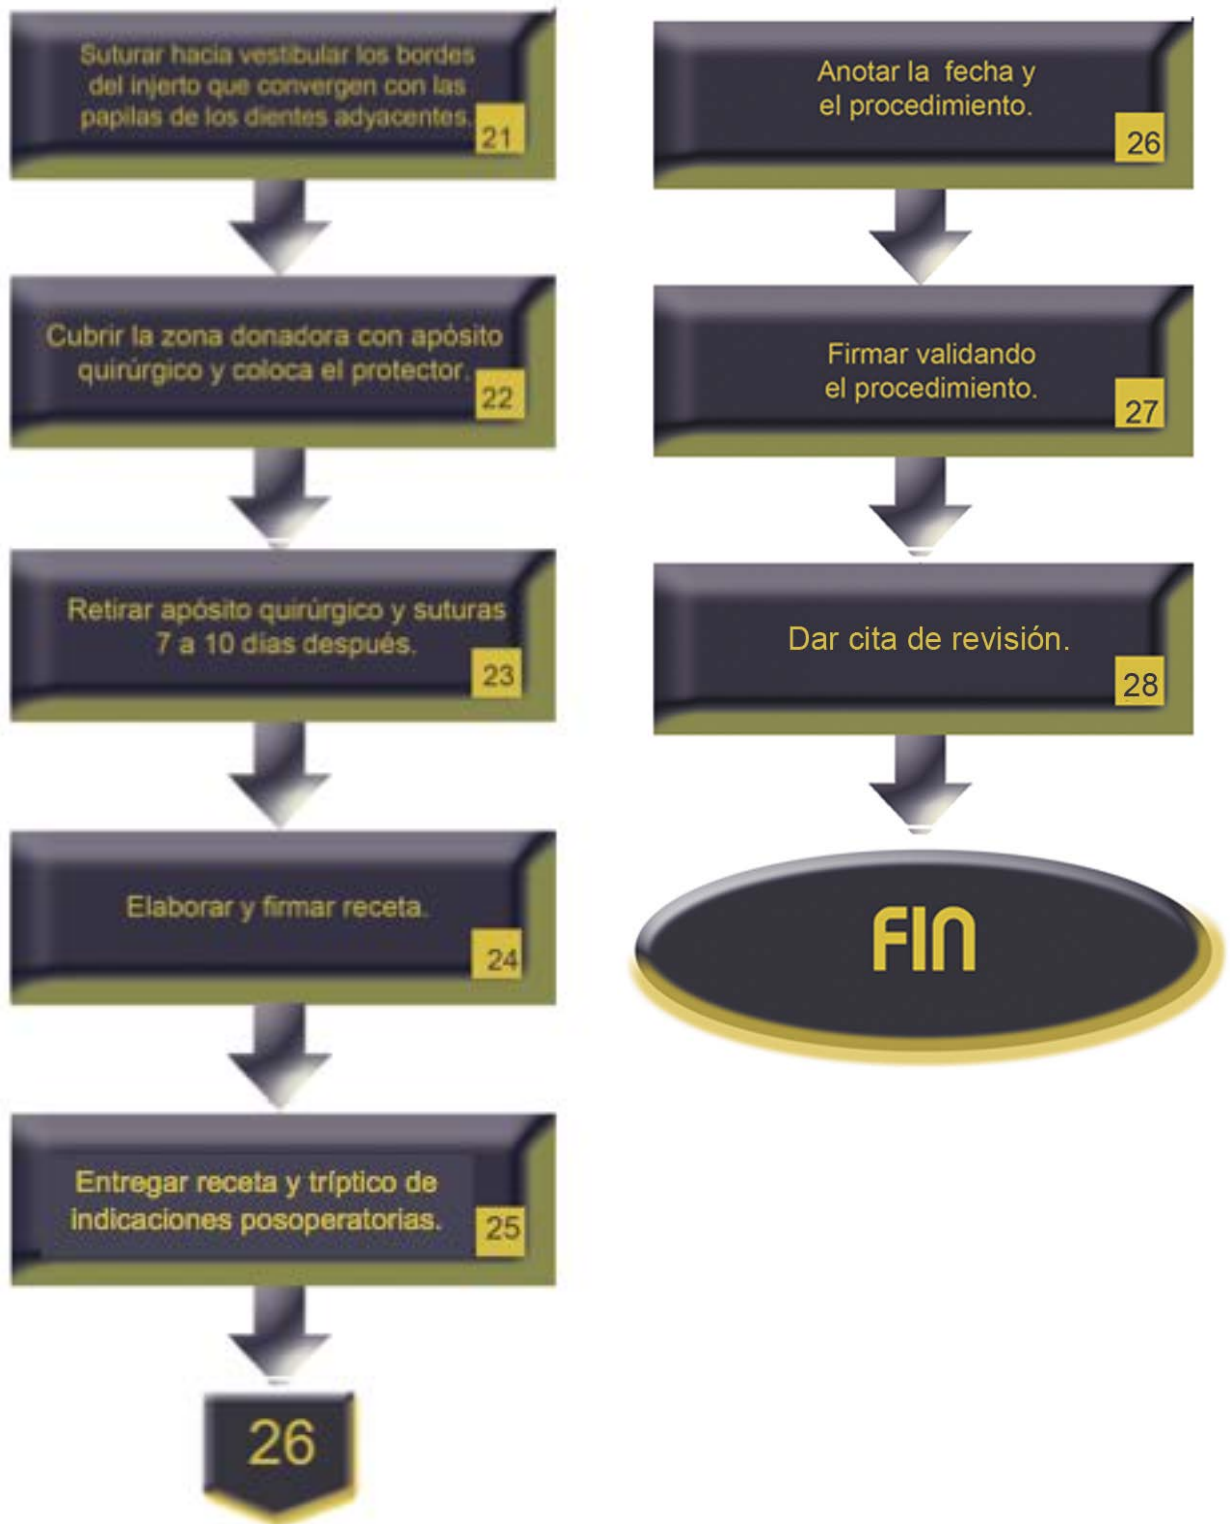 Suturar hacia vestibular los bordes
del injerto que convergen con las
papilas de los dientes adyacentes.
21
Cubrir la zona donadora con apósito
quirúrgico y coloca el protector.
22
Retirar apósito quirúrgico y suturas
7 a 10 dias después.
23
Elaborar y firmar receta.
24
Entregar receta y tríptico de
indicaciones posoperatorias.
25
26
Anotar la fecha y
el procedimiento.
26
Firmar validando
el procedimiento.
27
Dar cita de revisión.
28
FIN